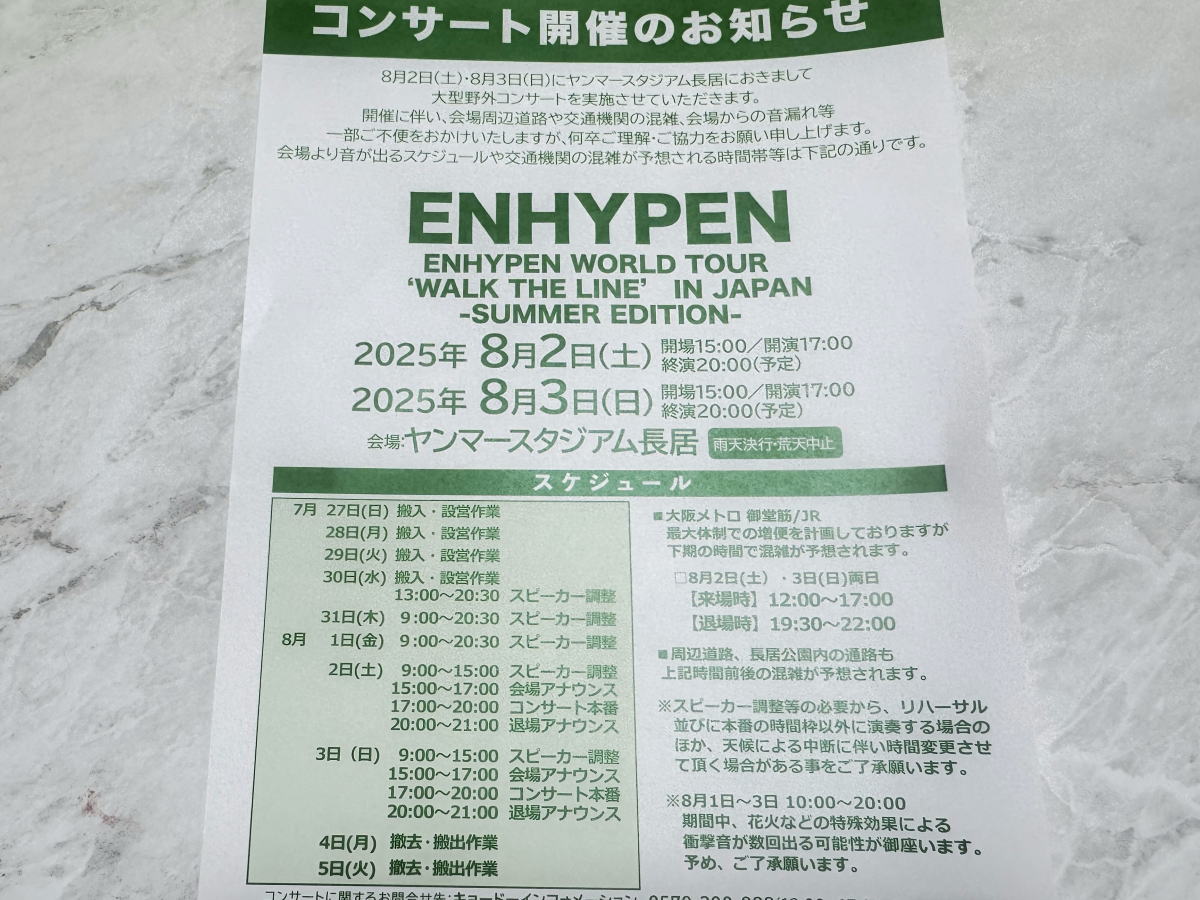 コンサート開催のお知らせ
8月2日(土)・8月3日(日)にヤンマースタジアム長居におきまして
大型野外コンサートを実施させていただきます。
開催に伴い、会場周辺道路や交通機関の混雑、会場からの音漏れ等
一部ご不便をおかけいたしますが、何卒ご理解・ご協力をお願い申し上げます。
会場より音が出るスケジュールや交通機関の混雑が予想される時間帯等は下記の通りです。
ENHYPEN
ENHYPEN WORLD TOUR
‘WALK THE LINE’ IN JAPAN
-SUMMER EDITION-
2025年 8月2日(土) 開場15:00／開演17:00
終演20:00(予定)
2025年 8月3日(日) 開場15:00／開演17:00
終演20:00(予定)
会場:ヤンマースタジアム長居 雨天決行・荒天中止
スケジュール
7月 27日(日) 搬入・設営作業
28日(月) 搬入・設営作業
29日(火) 搬入・設営作業
30日(水) 搬入・設営作業
13:00〜20:30 スピーカー調整
31日(木) 9:00〜20:30 スピーカー調整
8月 1日(金) 9:00〜20:30 スピーカー調整
2日(土) 9:00〜15:00 スピーカー調整
15:00〜17:00 会場アナウンス
17:00〜20:00 コンサート本番
20:00〜21:00 退場アナウンス
3日(日) 9:00〜15:00 スピーカー調整
15:00〜17:00 会場アナウンス
17:00〜20:00 コンサート本番
20:00〜21:00 退場アナウンス
4日(月) 撤去・搬出作業
5日(火) 撤去・搬出作業
■大阪メトロ 御堂筋/JR
最大体制での増便を計画しておりますが
下期の時間で混雑が予想されます。
□8月2日(土)・3日(日)両日
【来場時】12:00〜17:00
【退場時】19:30〜22:00
■周辺道路、長居公園内の通路も
上記時間前後の混雑が予想されます。
※スピーカー調整等の必要から、リハーサル
並びに本番の時間枠以外に演奏する場合の
ほか、天候による中断に伴い時間変更させ
て頂く場合がある事をご了承願います。
※8月1日〜3日 10:00〜20:00
期間中、花火などの特殊効果による
衝撃音が数回出る可能性が御座います。
予め、ご了承願います。
コンサートに関するお問合せ先:キョードーインフォメーション